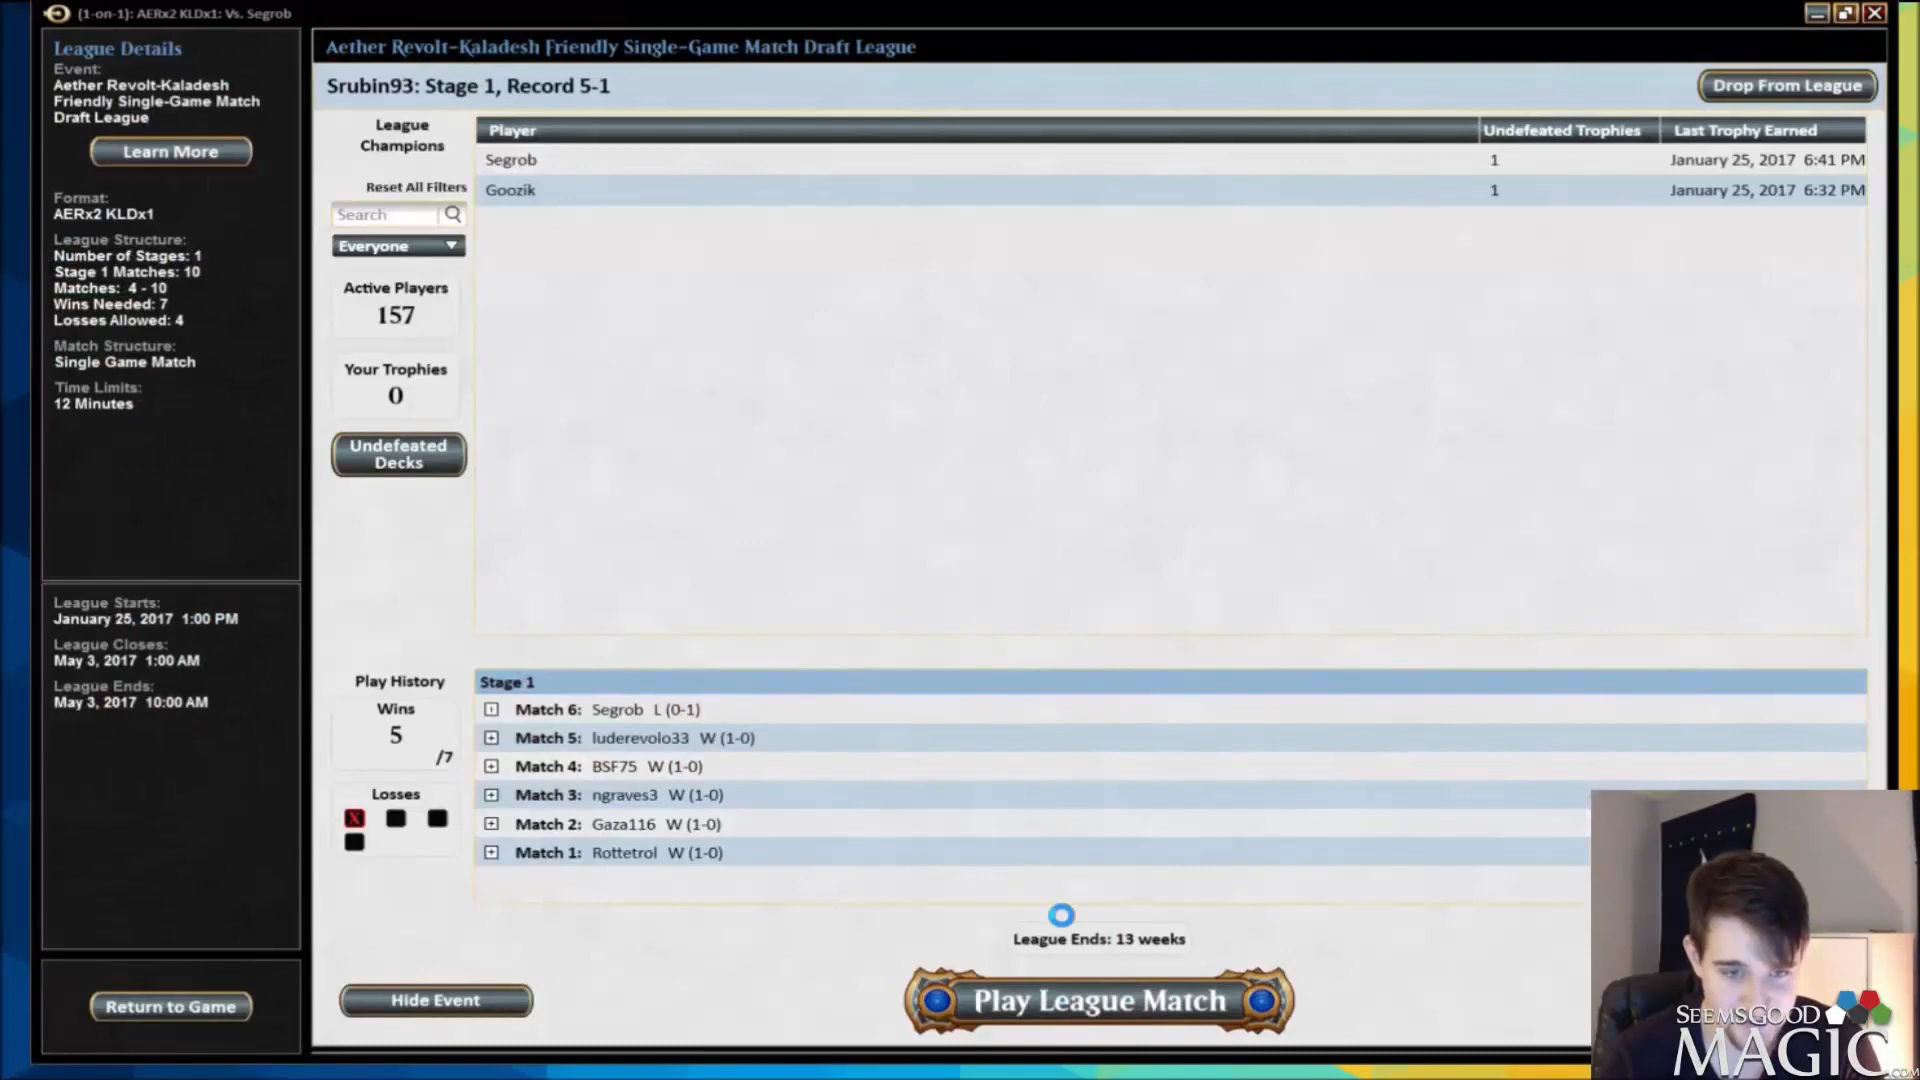 (1-on-1): AERx2 KLDx1: Vs. Segrob
League Details
Event:
Aether Revolt-Kaladesh
Friendly Single-Game Match
Draft League
Learn More
Format:
AERx2 KLDx1
League Structure:
Number of Stages: 1
Stage 1 Matches: 10
Matches: 4 - 10
Wins Needed: 7
Losses Allowed: 4
Match Structure:
Single Game Match
Time Limits:
12 Minutes
League Starts:
January 25, 2017 1:00 PM
League Closes:
May 3, 2017 1:00 AM
League Ends:
May 3, 2017 10:00 AM
Return to Game
Aether Revolt-Kaladesh Friendly Single-Game Match Draft League
Srubin93: Stage 1, Record 5-1
Drop From League
League
Champions
Reset All Filters
Search
Everyone
Active Players
157
Your Trophies
0
Undefeated
Decks
Player Undefeated Trophies Last Trophy Earned
Segrob 1 January 25, 2017 6:41 PM
Goozik 1 January 25, 2017 6:32 PM
Play History
Wins
5
/7
Losses
X
Stage 1
Match 6: Segrob L (0-1)
Match 5: luderevolo33 W (1-0)
Match 4: BSF75 W (1-0)
Match 3: ngraves3 W (1-0)
Match 2: Gaza116 W (1-0)
Match 1: Rottetrol W (1-0)
League Ends: 13 weeks
Hide Event
Play League Match
SEEMSGOOD
MAGIC
.COM